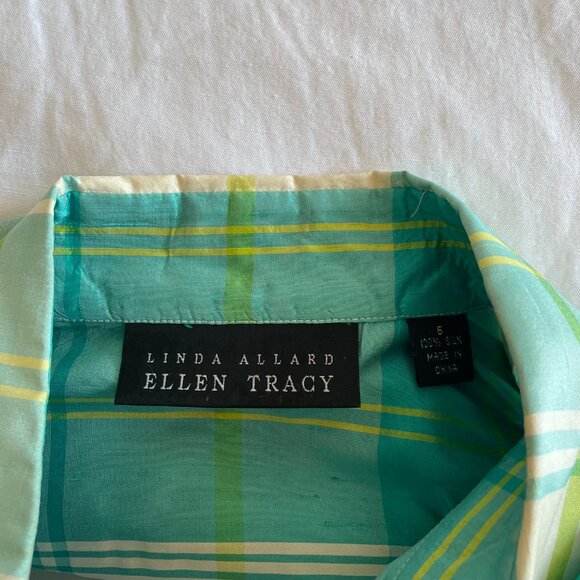 LINDA ALLARD
ELLEN TRACY
6
100% SILK
MADE IN
CHINA